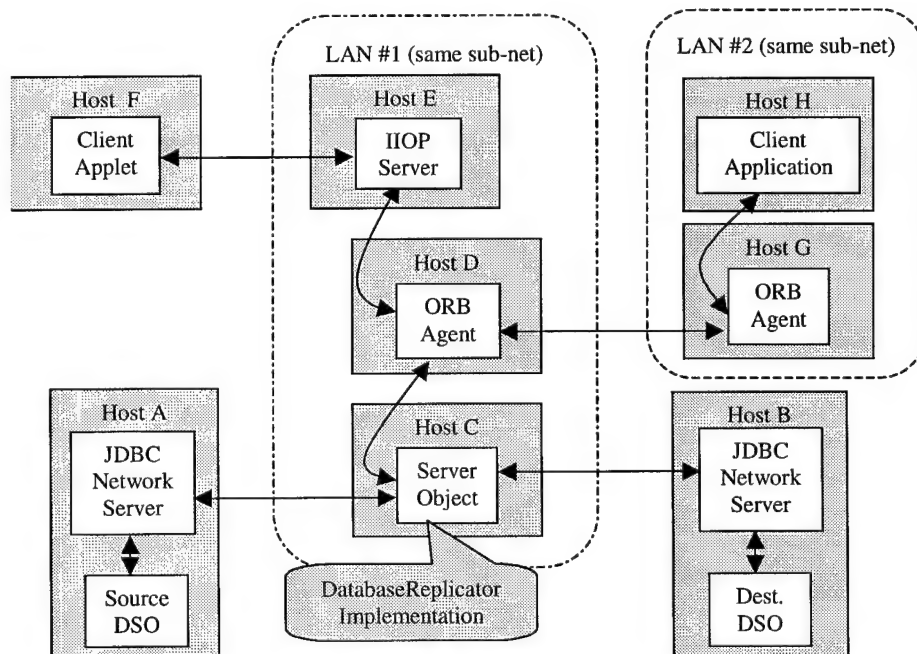 LAN #1 (same sub-net)
LAN #2 (same sub-net)
Host F
Client
Applet
Host E
IIOP
Server
Host H
Client
Application
Host D
ORB
Agent
Host G
ORB
Agent
Host A
JDBC
Network
Server
Source
DSO
Host C
Server
Object
DatabaseReplicator
Implementation
Host B
JDBC
Network
Server
Dest.
DSO